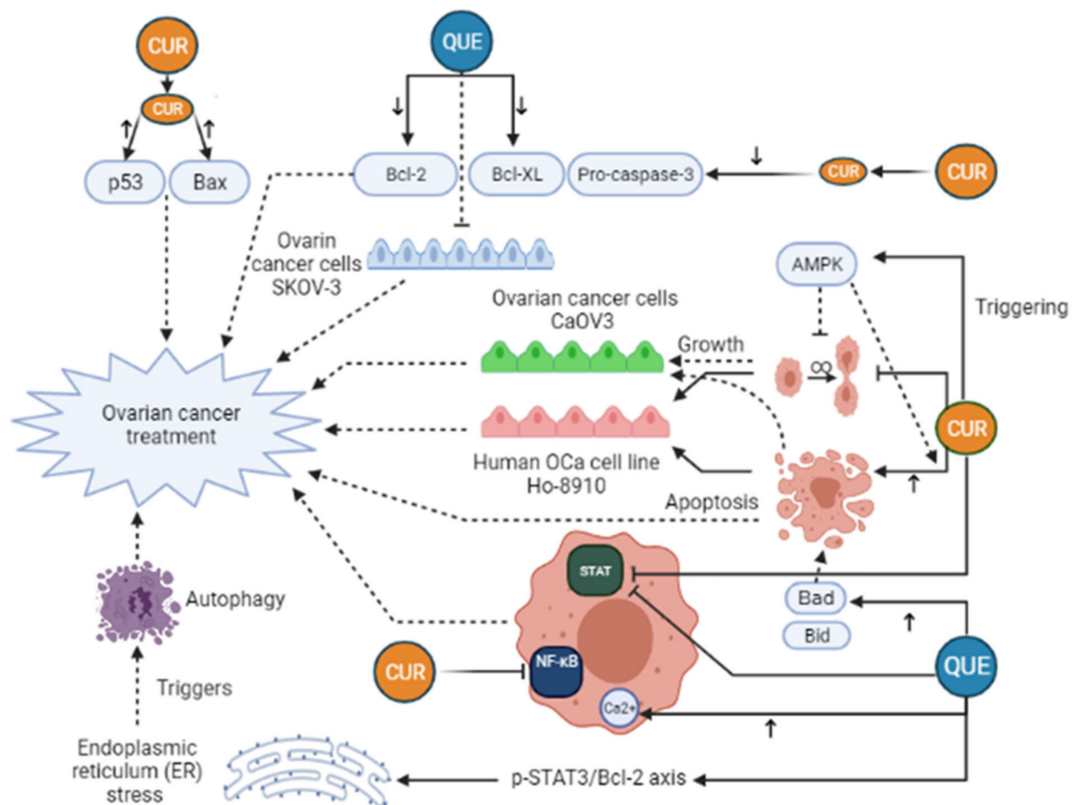 CUR
QUE
CUR
p53
Bax
Bcl-2
Bcl-XL
Pro-caspase-3
CUR
CUR
Ovarin
cancer cells
SKOV-3
AMPK
Triggering
Ovarian cancer cells
CaOV3
Growth
Ovarian cancer
treatment
CUR
Human OCa cell line
Ho-8910
Apoptosis
STAT
Autophagy
Bad
Bid
CUR
NF-κB
QUE
Ca2+
Triggers
Endoplasmic
reticulum (ER)
stress
p-STAT3/Bcl-2 axis